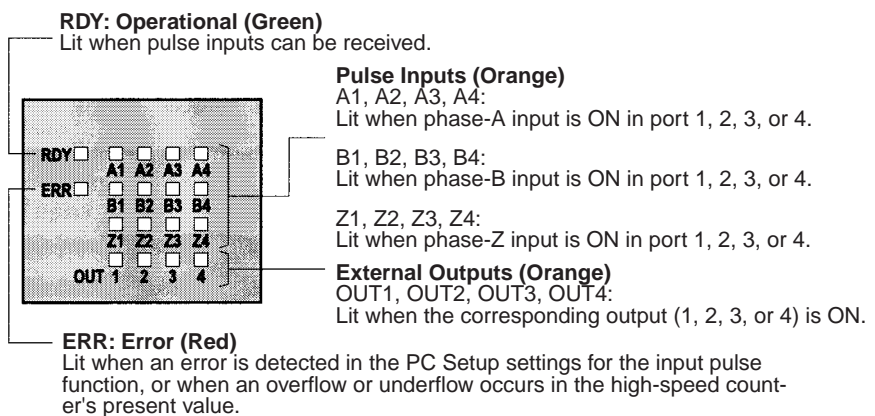 RDY: Operational (Green)
Lit when pulse inputs can be received.
Pulse Inputs (Orange)
A1, A2, A3, A4:
Lit when phase-A input is ON in port 1, 2, 3, or 4.
B1, B2, B3, B4:
Lit when phase-B input is ON in port 1, 2, 3, or 4.
Z1, Z2, Z3, Z4:
Lit when phase-Z input is ON in port 1, 2, 3, or 4.
RDY
A1 A2 A3 A4
ERR
B1 B2 B3 B4
Z1 Z2 Z3 Z4
OUT 1 2 3 4
External Outputs (Orange)
OUT1, OUT2, OUT3, OUT4:
Lit when the corresponding output (1, 2, 3, or 4) is ON.
ERR: Error (Red)
Lit when an error is detected in the PC Setup settings for the input pulse
function, or when an overflow or underflow occurs in the high-speed count-
er's present value.